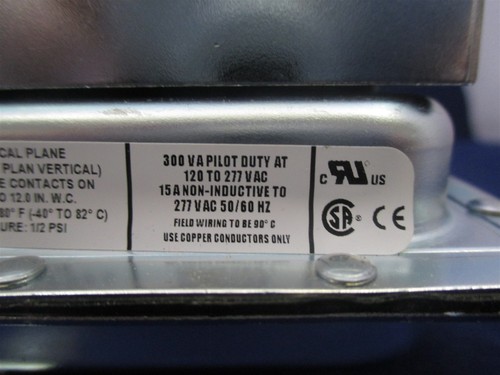 CAL PLANE
PLAN VERTICAL)
E CONTACTS ON
O 12.0 IN. W.C.
80° F (-40° TO 82° C)
URE: 1/2 PSI
300 VA PILOT DUTY AT
120 TO 277 VAC
15 A NON-INDUCTIVE TO
277 VAC 50/60 HZ
FIELD WIRING TO BE 90° C
USE COPPER CONDUCTORS ONLY
c RU US
SA CE